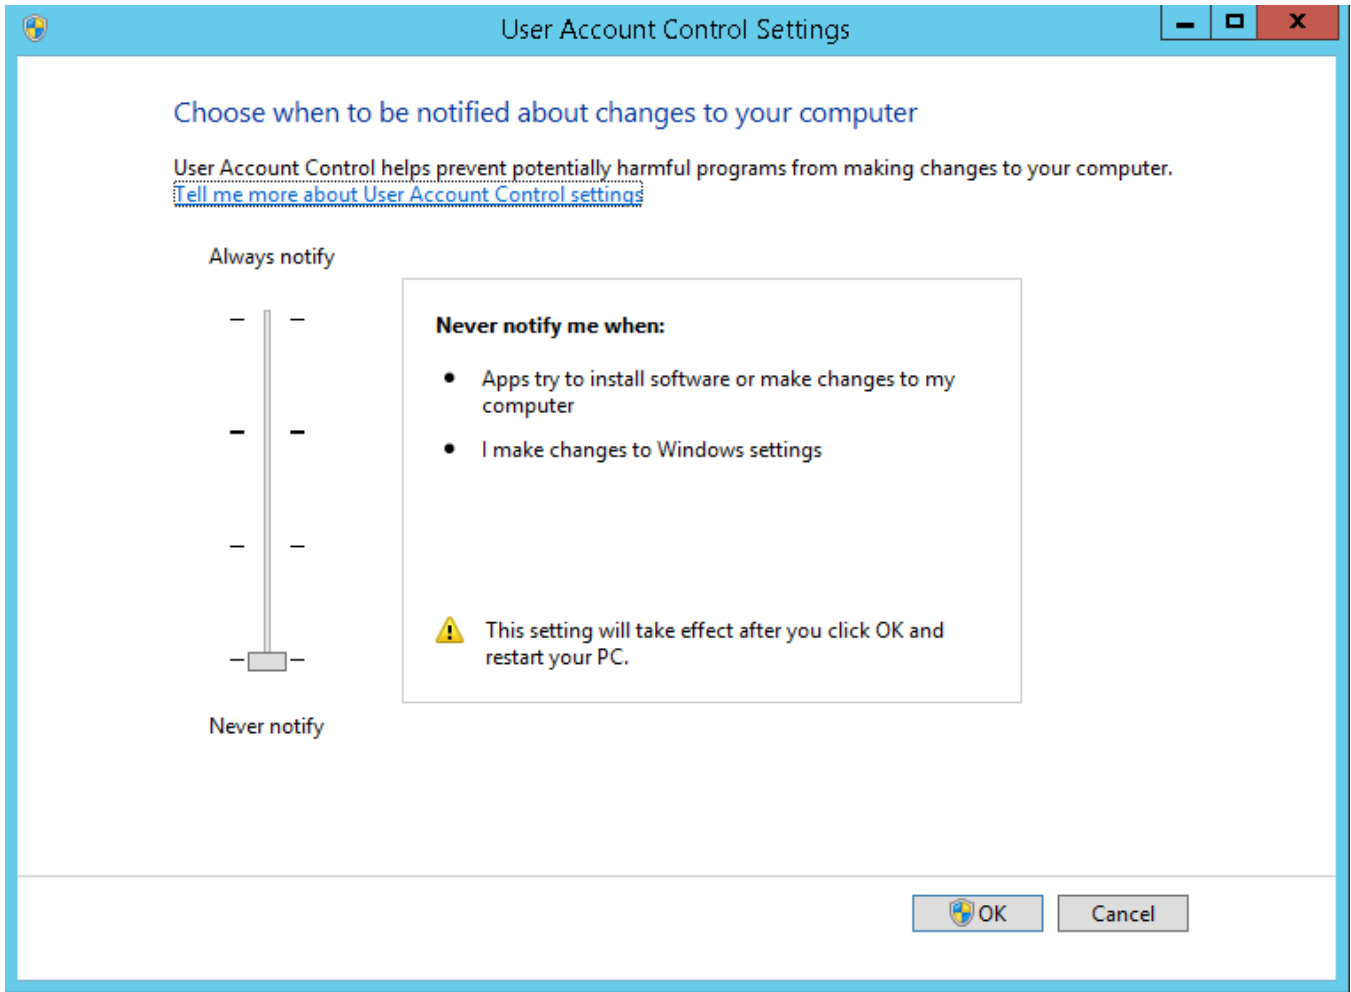 User Account Control Settings
Choose when to be notified about changes to your computer
User Account Control helps prevent potentially harmful programs from making changes to your computer.
Tell me more about User Account Control settings
Always notify
Never notify me when:
Apps try to install software or make changes to my
computer
I make changes to Windows settings
This setting will take effect after you click OK and
restart your PC.
Never notify
OK
Cancel